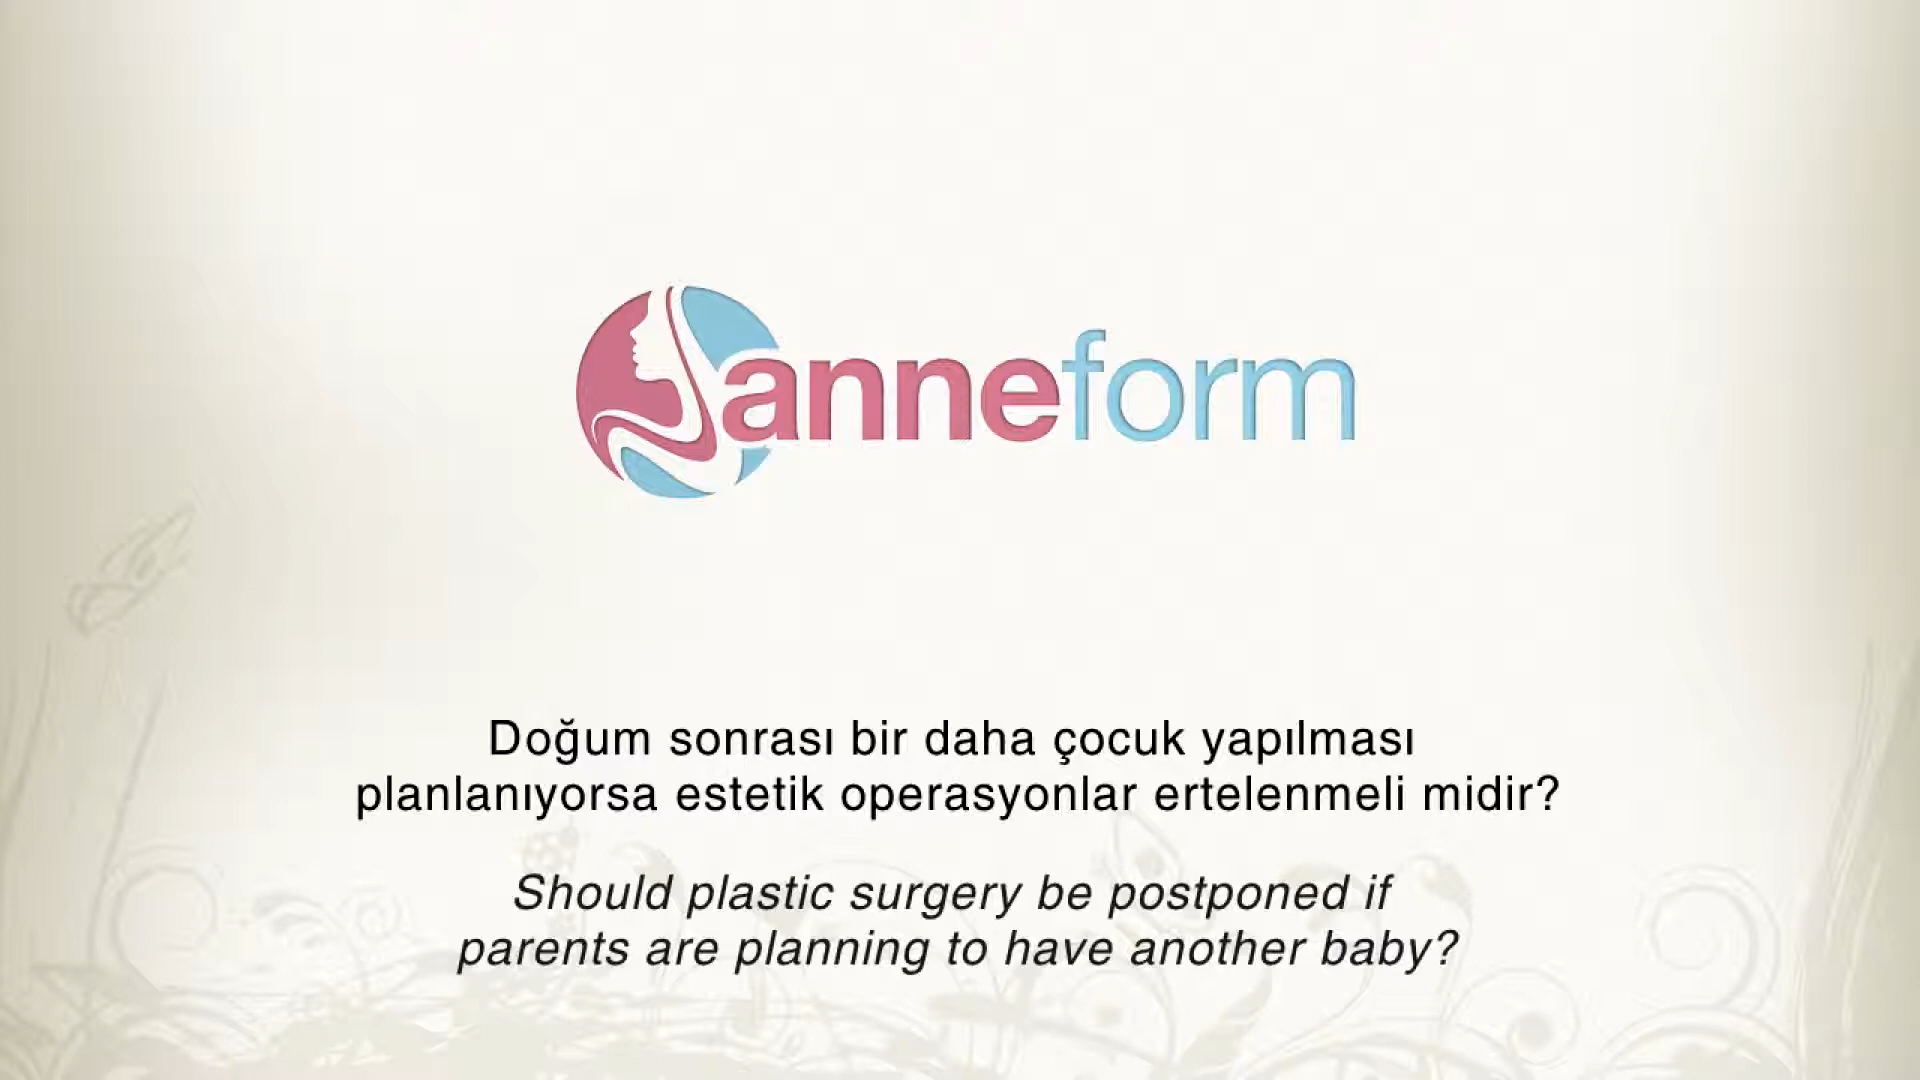 anneform
Doğum sonrası bir daha çocuk yapılması
planlanıyorsa estetik operasyonlar ertelenmeli midir?
Should plastic surgery be postponed if
parents are planning to have another baby?